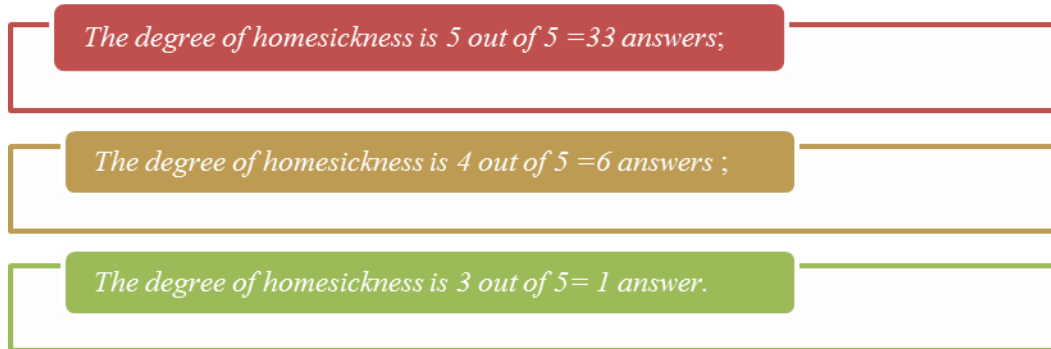 The degree of homesickness is 5 out of 5 =33 answers;
The degree of homesickness is 4 out of 5 =6 answers ;
The degree of homesickness is 3 out of 5= 1 answer.